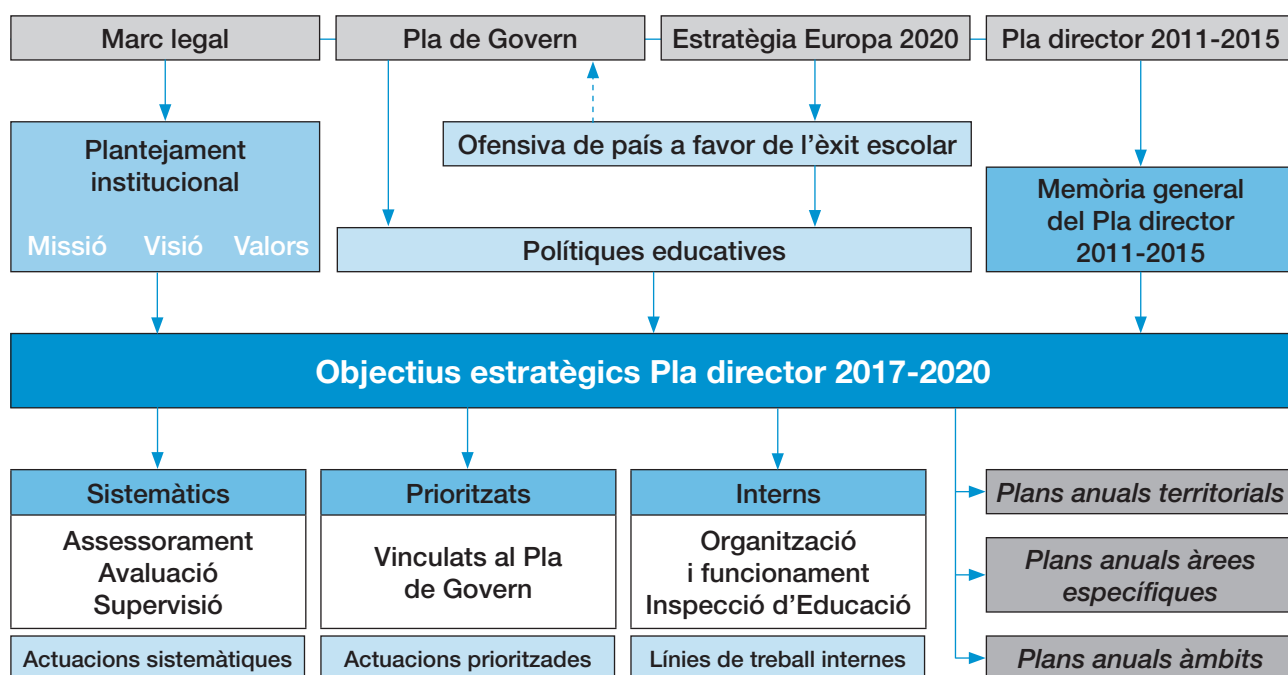 Marc legal
Pla de Govern
Estratègia Europa 2020
Pla director 2011-2015
Plantejament
institucional
Missió Visió Valors
Ofensiva de país a favor de l'èxit escolar
Polítiques educatives
Memòria general
del Pla director
2011-2015
Objectius estratègics Pla director 2017-2020
Sistemàtics
Assessorament
Avaluació
Supervisió
Actuacions sistemàtiques
Prioritzats
Vinculats al Pla
de Govern
Actuacions prioritzades
Interns
Organització
i funcionament
Inspecció d'Educació
Línies de treball internes
Plans anuals territorials
Plans anuals àrees
específiques
Plans anuals àmbits